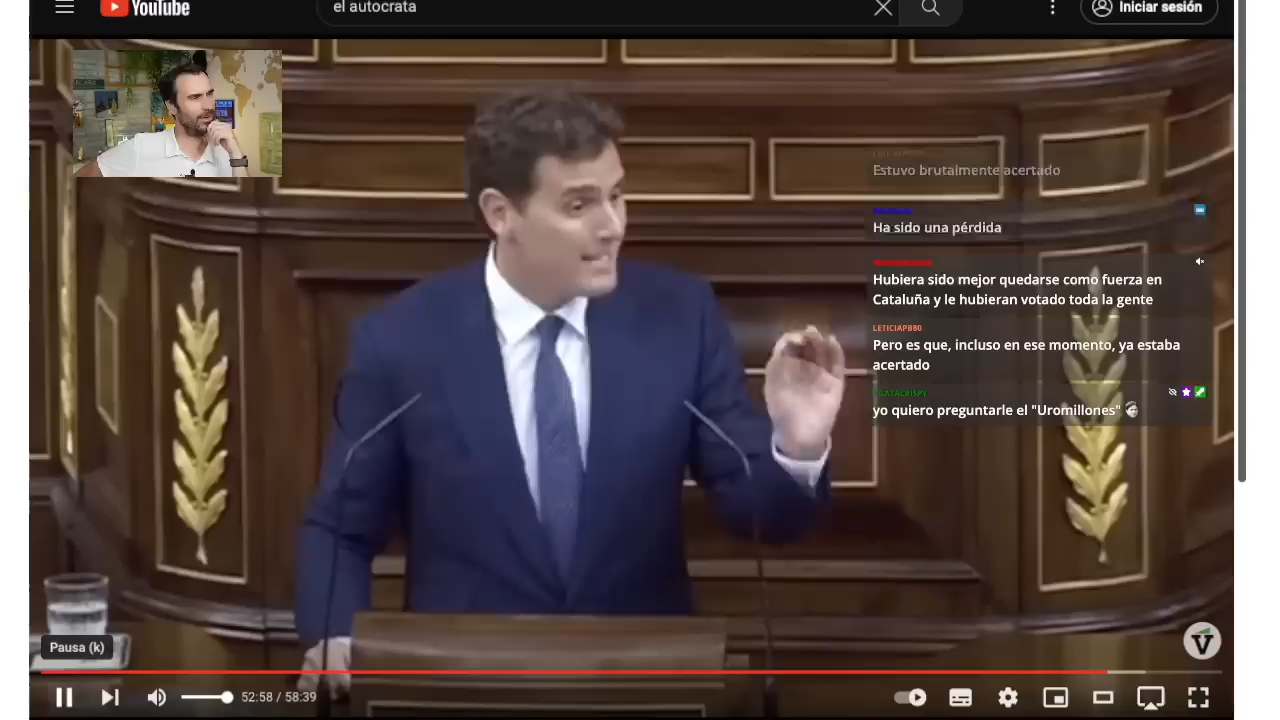 YouTube
el autocrata
Iniciar sesión
Estuvo brutalmente acertado
Ha sido una pérdida
Hubiera sido mejor quedarse como fuerza en
Cataluña y le hubieran votado toda la gente
LETICIAPB80
Pero es que, incluso en ese momento, ya estaba
acertado
GATACRISPY
yo quiero preguntarle el "Uromillones"
Pausa (k)
V
52:58 / 58:39